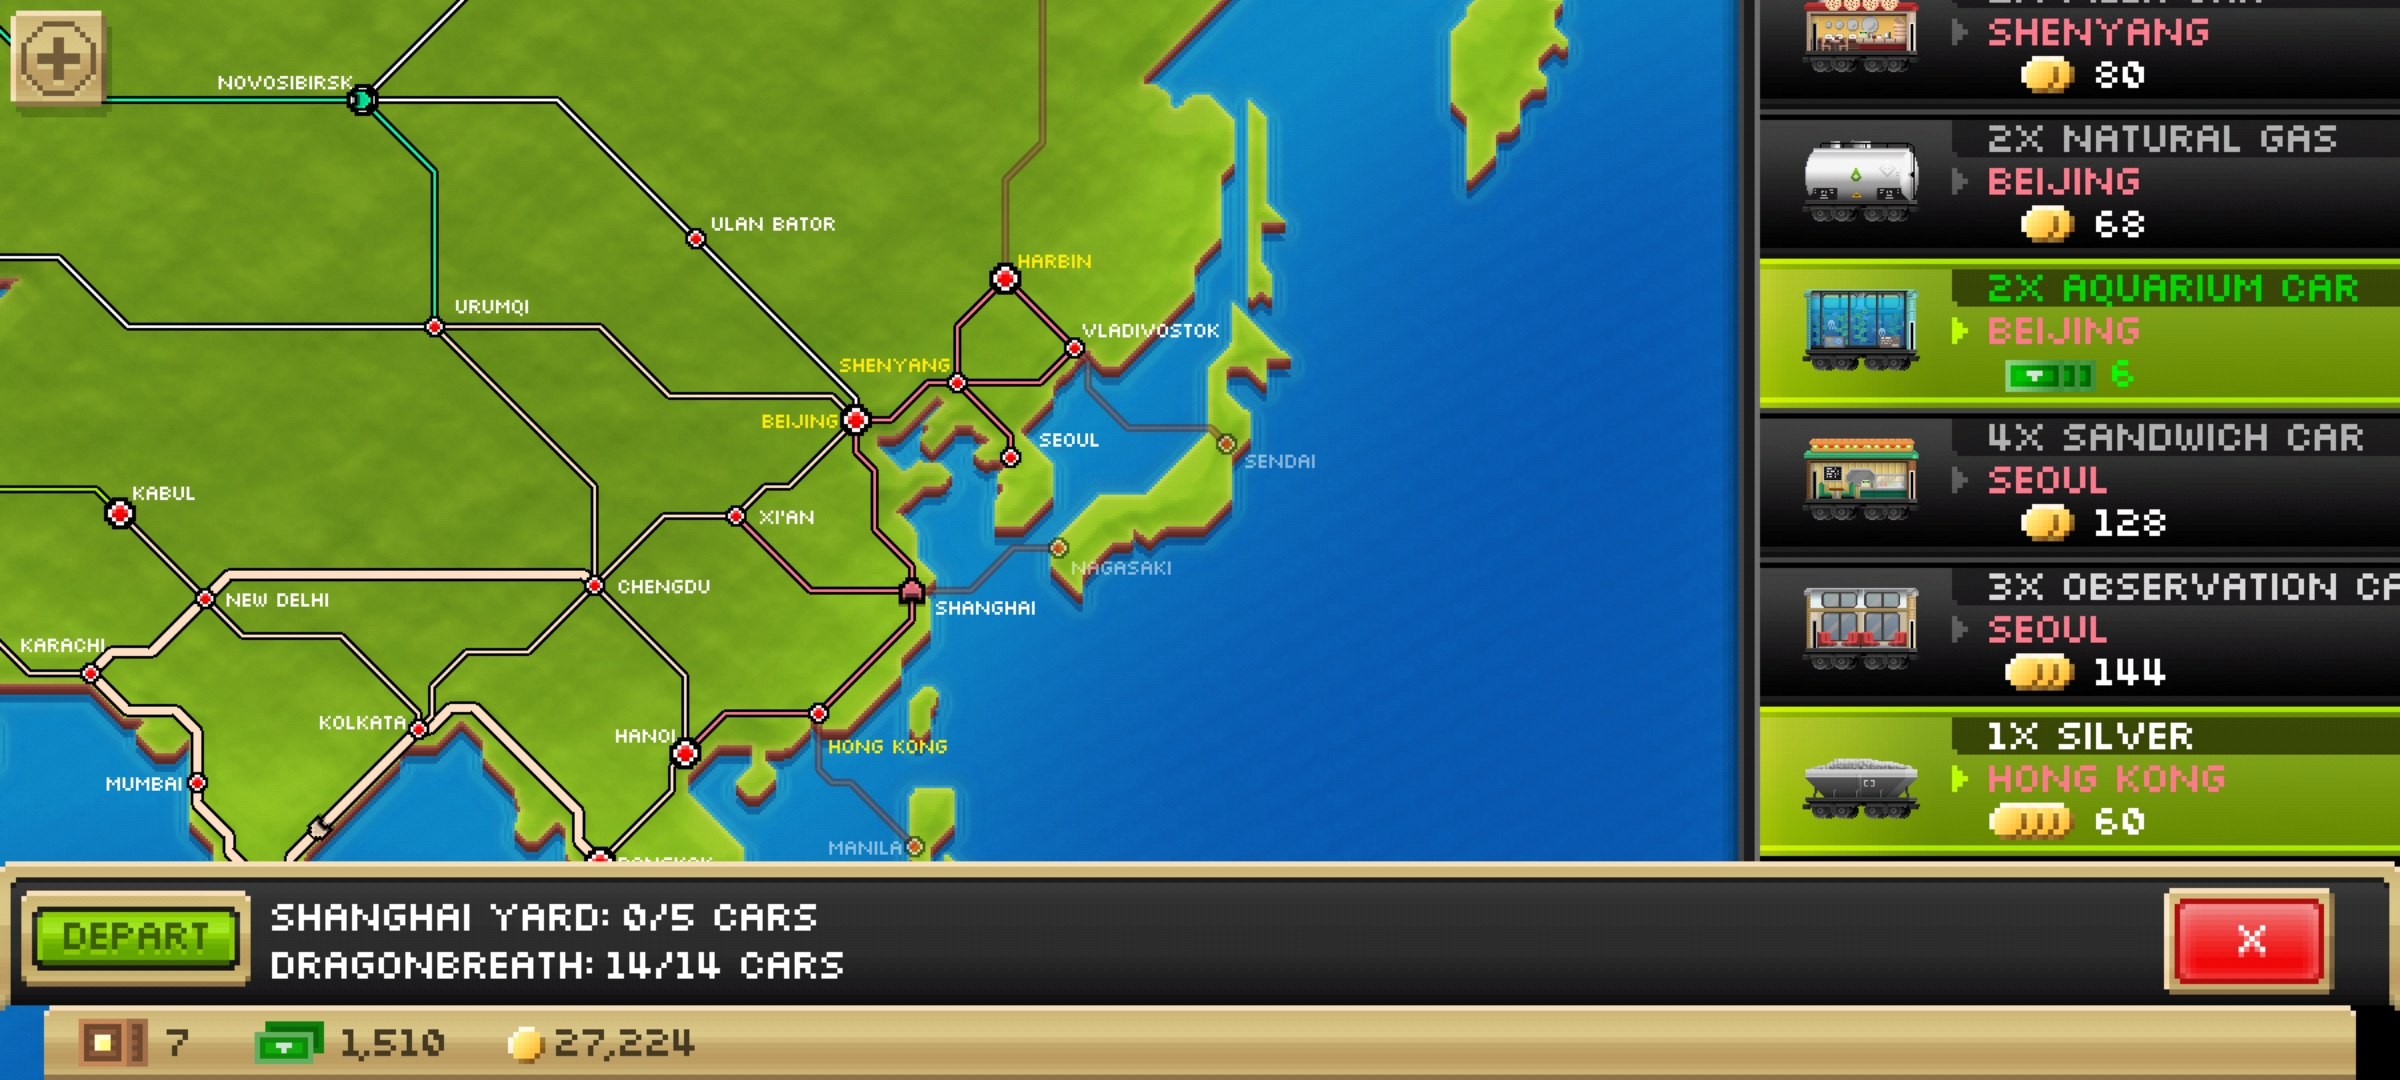 NOVOSIBIRSK
ULAN BATOR
HARBIN
URUMQI
VLADIVOSTOK
SHENYANG
BEIJING
SEOUL
SENDAI
KABUL
XI'AN
NAGASAKI
CHENGDU
NEW DELHI
SHANGHAI
KARACHI
KOLKATA
HANOI
HONG KONG
MUMBAI
MANILA
SHENYANG
80
2X NATURAL GAS
BEIJING
68
2X AQUARIUM CAR
BEIJING
6
4X SANDWICH CAR
SEOUL
128
3X OBSERVATION CA
SEOUL
144
1X SILVER
HONG KONG
60
DEPART
SHANGHAI YARD: 0/5 CARS
DRAGONBREATH: 14/14 CARS
X
7
1,510
27,224